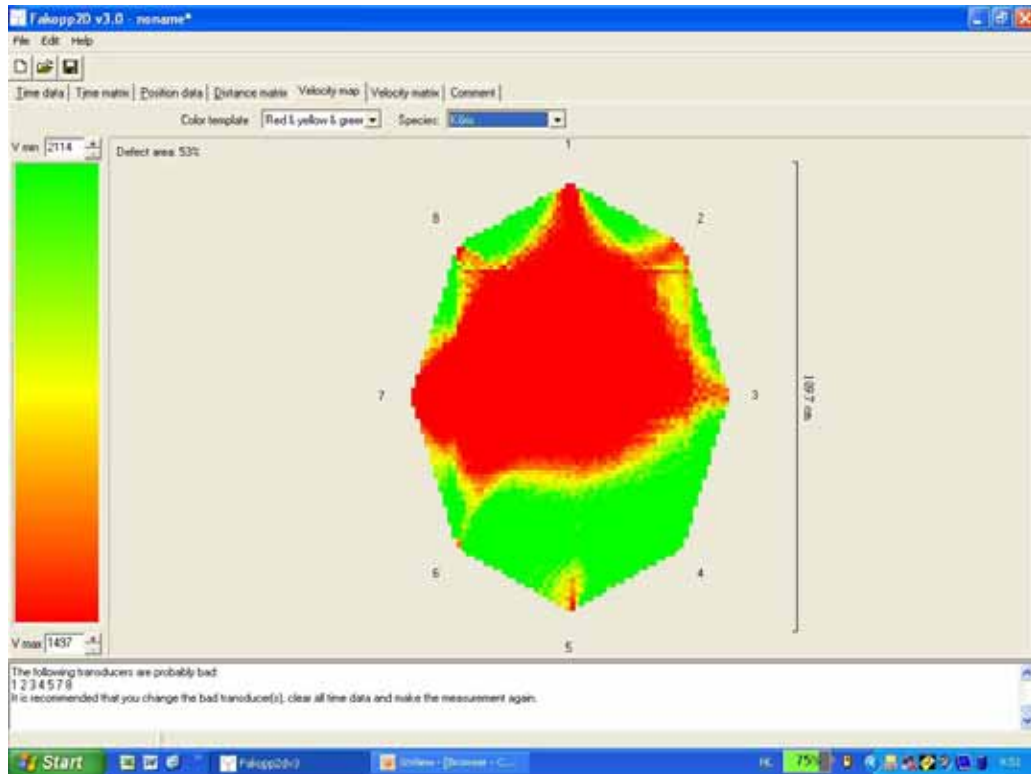 Fakopp2D v3.0 - noname*
File Edit Help
Time data Time matrix Position data Distance matrix Velocity map Velocity matrix Comment
Color template Red & yellow & green Species:
V min 2114
Defect area: 53%
1
8
2
7
3
109.7 cm
6
4
V max 1497
5
The following transducers are probably bad:
1 2 3 4 5 7 8
It is recommended that you change the bad transducer(s), clear all time data and make the measurement again.
Start Fakopp2dv3 75%